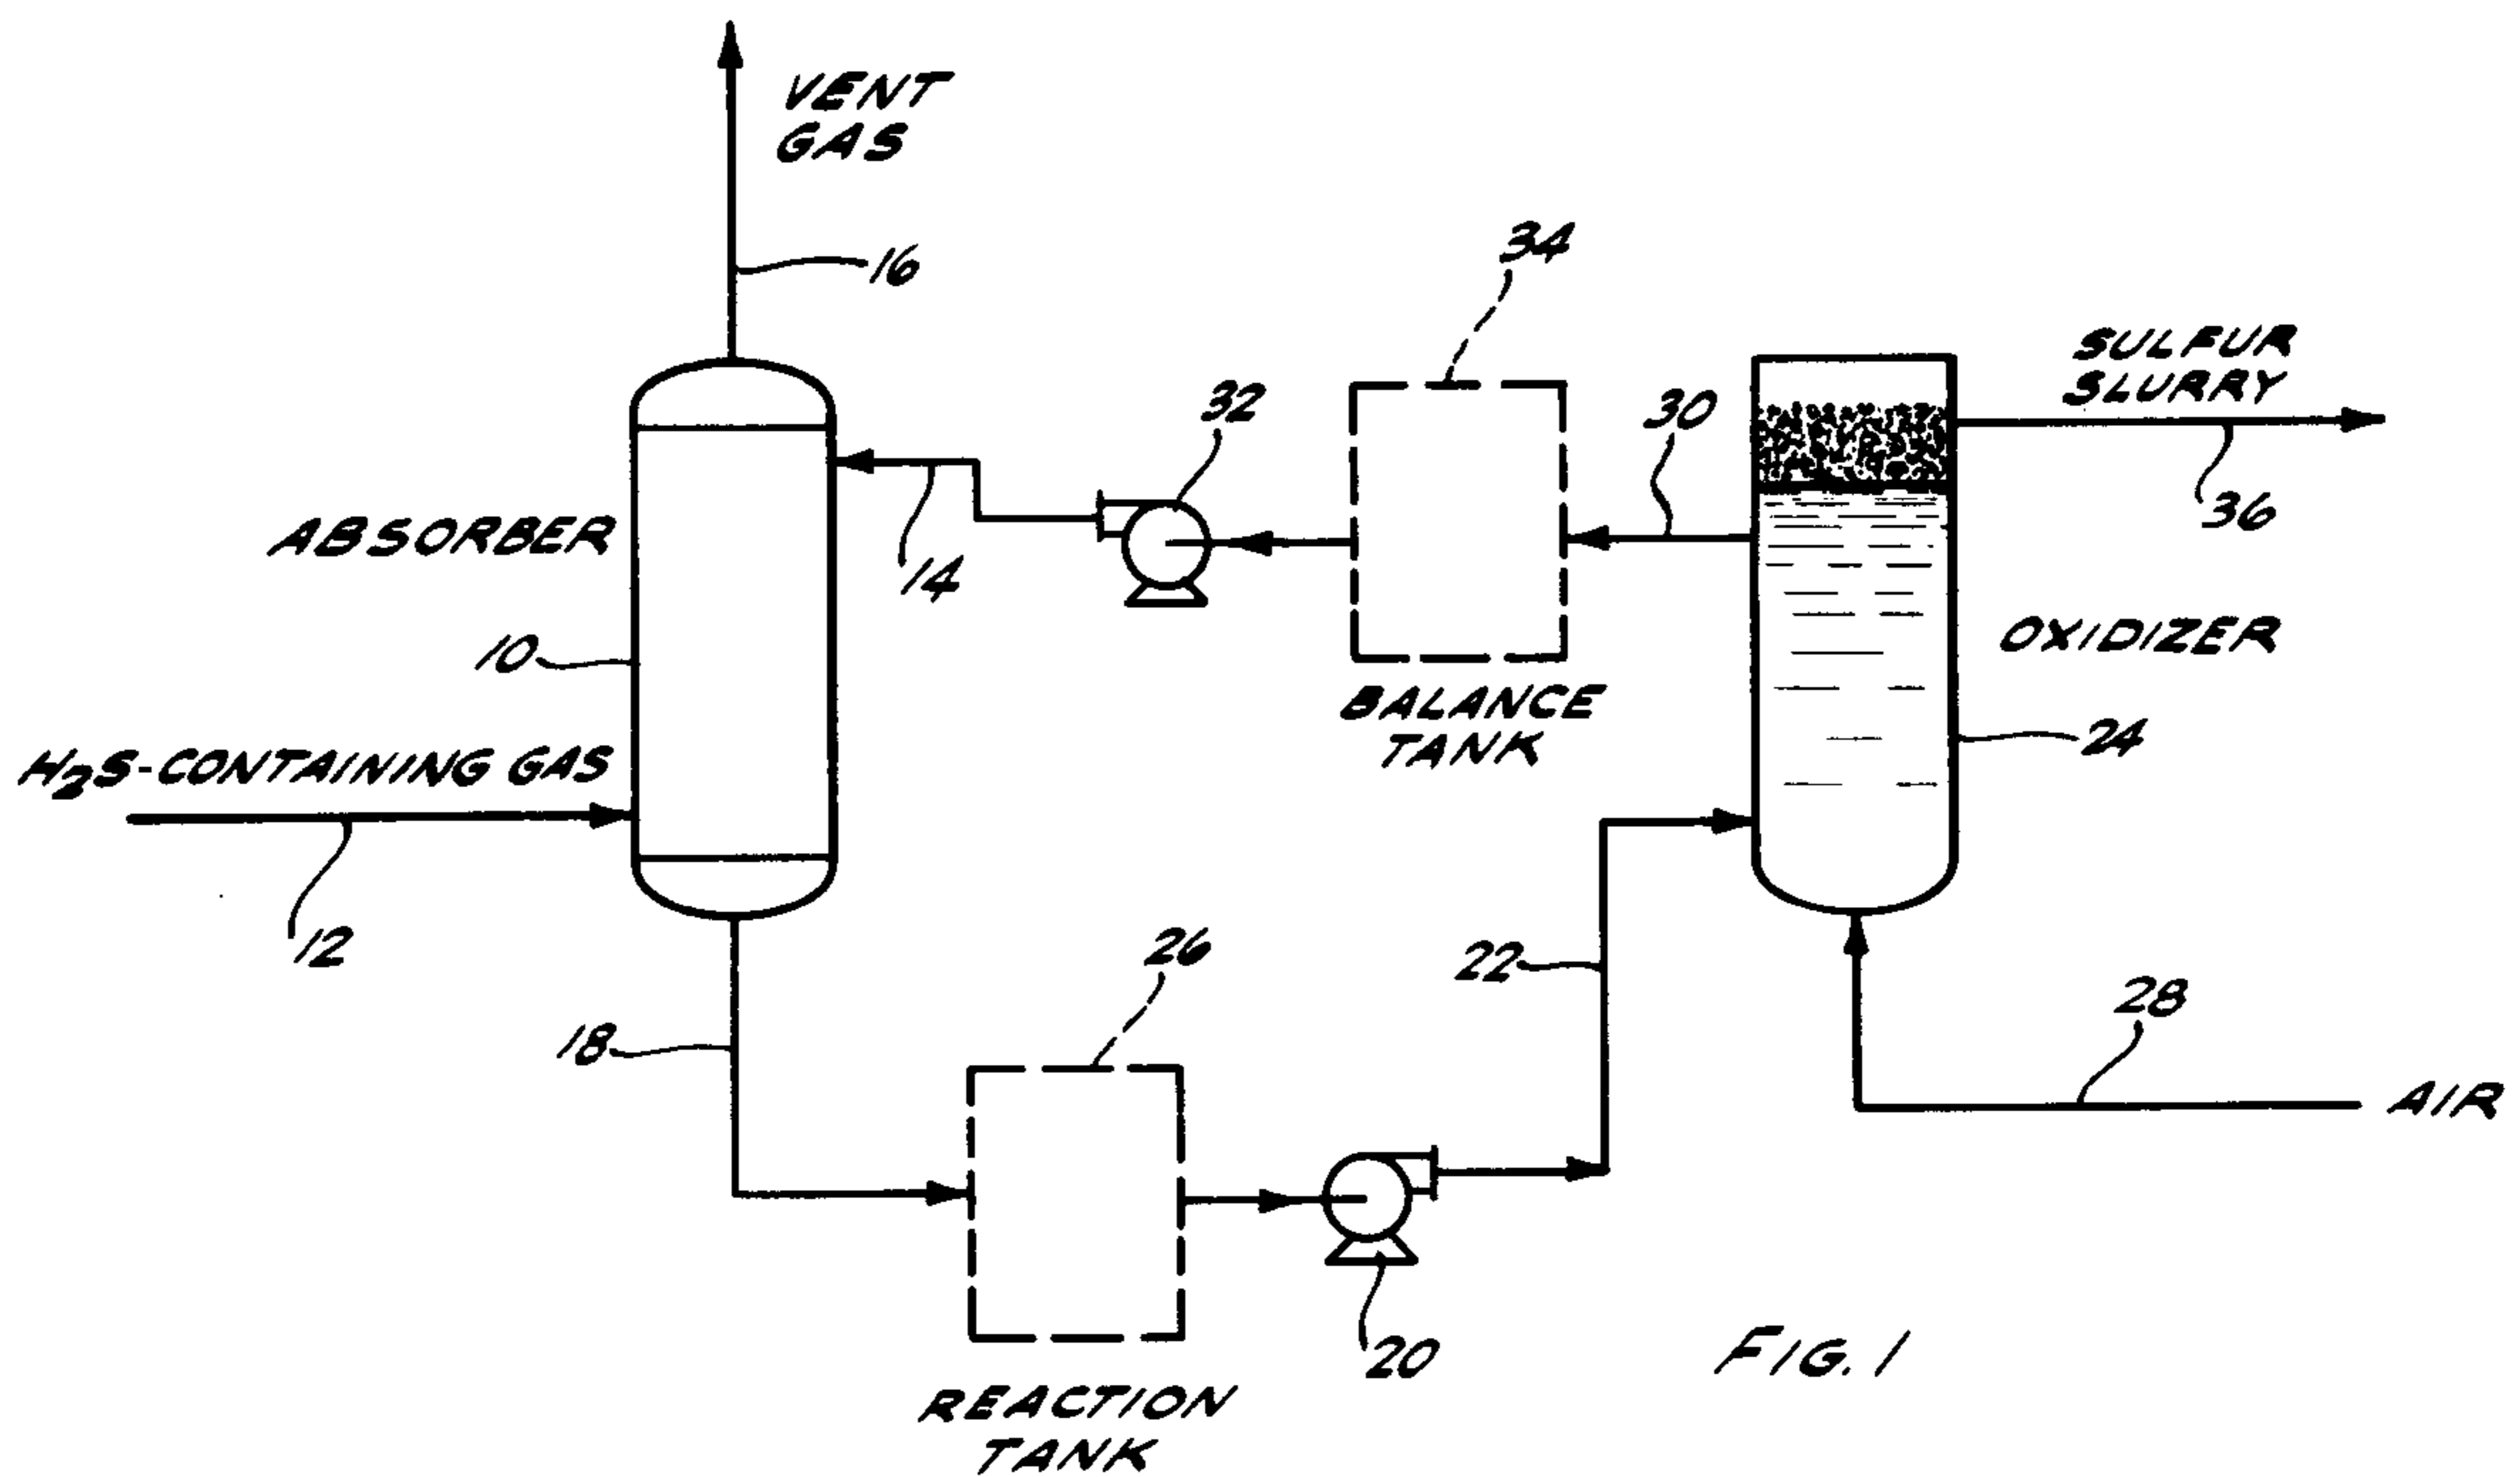 VENT
GAS
16
34
SULFUR
SLURRY
32
30
36
ABSORBER
14
10
OXIDIZER
BALANCE
TANK
24
H₂S-CONTAINING GAS
12
26
22
28
18
AIR
20
FIG. 1
REACTION
TANK